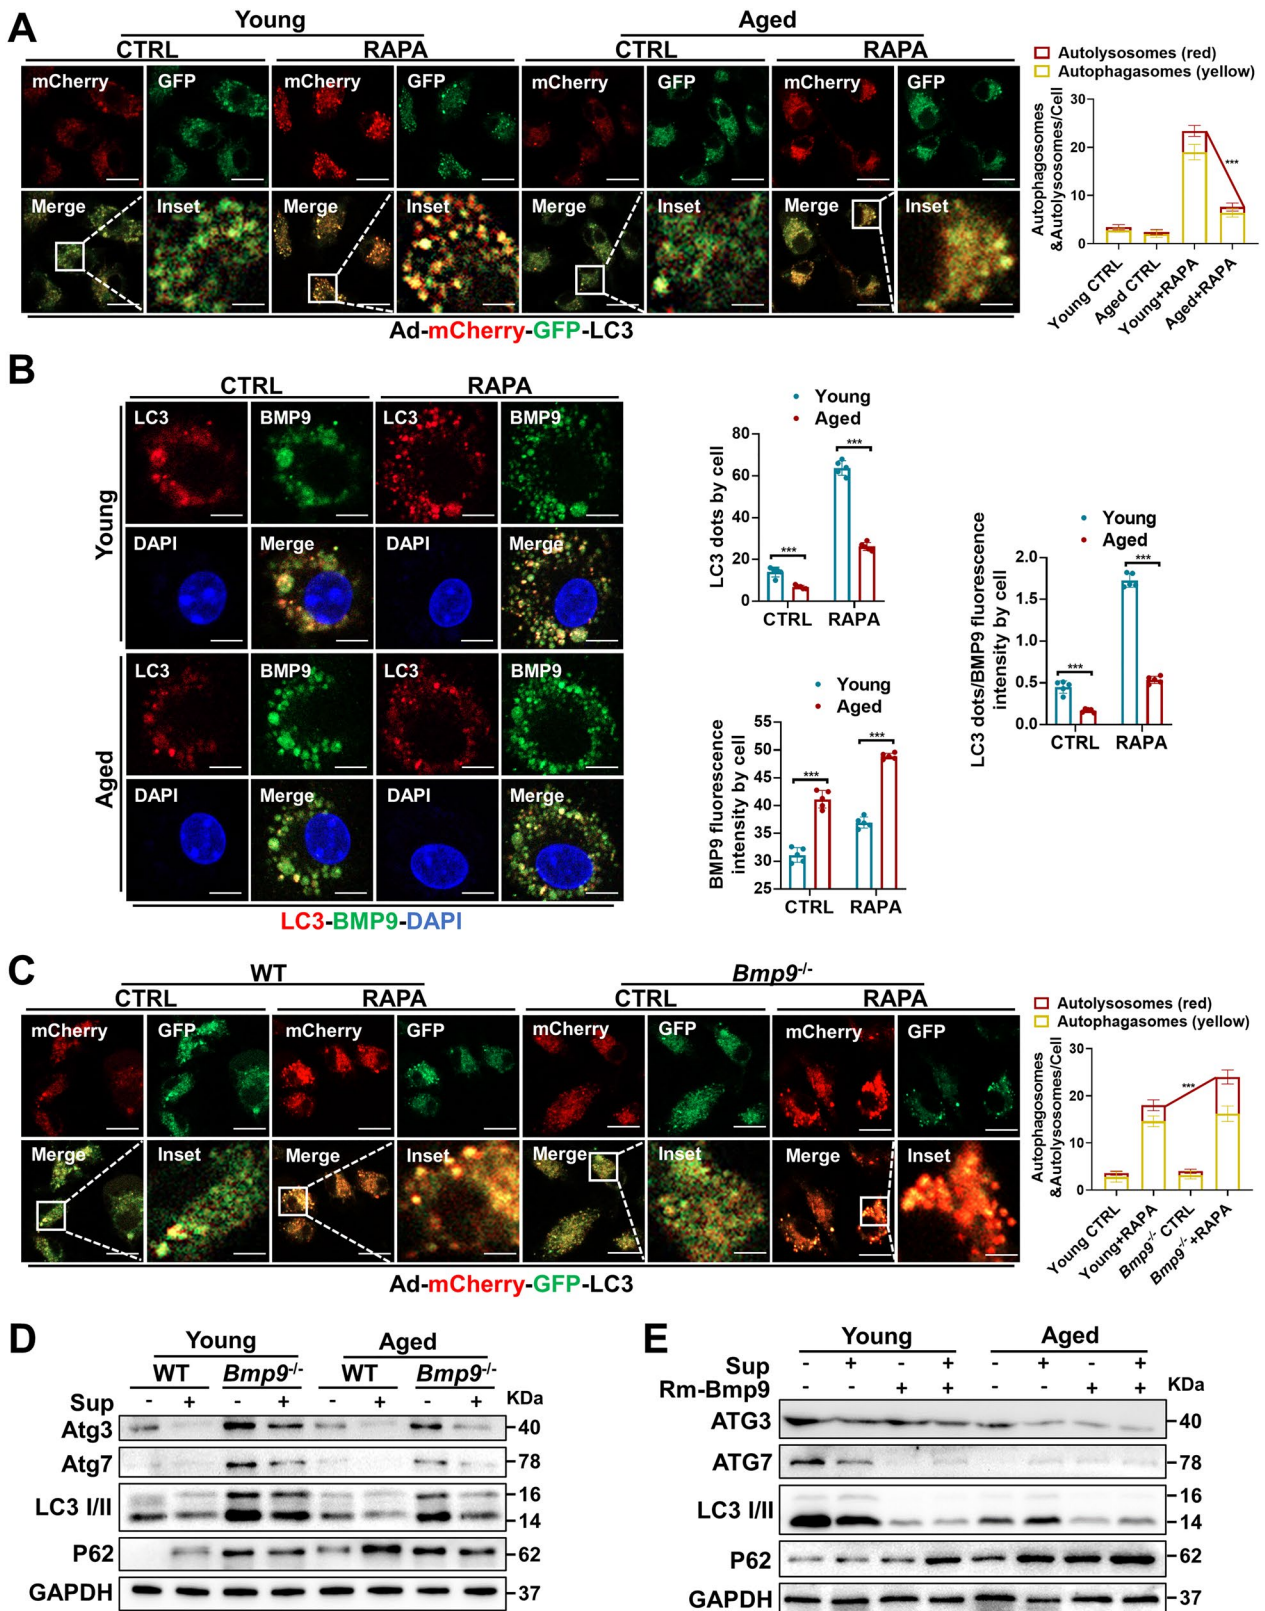 A
Young
Aged
CTRL
RAPA
CTRL
RAPA
mCherry
GFP
mCherry
GFP
mCherry
GFP
mCherry
GFP
Merge
Inset
Merge
Inset
Merge
Inset
Merge
Inset
Ad-mCherry-GFP-LC3
Autolysosomes (red)
Autophagasomes (yellow)
Autophagosomes
&Autolysosomes/Cell
30
20
10
0
***
Young CTRL
Aged CTRL
Young+RAPA
Aged+RAPA
B
CTRL
RAPA
Young
LC3
BMP9
LC3
BMP9
DAPI
Merge
DAPI
Merge
Aged
LC3
BMP9
LC3
BMP9
DAPI
Merge
DAPI
Merge
LC3-BMP9-DAPI
Young
Aged
LC3 dots by cell
80
60
40
20
0
***
***
CTRL
RAPA
Young
Aged
BMP9 fluorescence
intensity by cell
55
50
45
40
35
30
25
***
***
CTRL
RAPA
Young
Aged
LC3 dots/BMP9 fluorescence
intensity by cell
2.0
1.5
1.0
0.5
0.0
***
***
CTRL
RAPA
C
WT
Bmp9-/-
CTRL
RAPA
CTRL
RAPA
mCherry
GFP
mCherry
GFP
mCherry
GFP
mCherry
GFP
Merge
Inset
Merge
Inset
Merge
Inset
Merge
Inset
Ad-mCherry-GFP-LC3
Autolysosomes (red)
Autophagasomes (yellow)
Autophagosomes
&Autolysosomes/Cell
30
20
10
0
***
Young CTRL
Young+RAPA
Bmp9-/- CTRL
Bmp9-/-+RAPA
D
Young
Aged
WT
Bmp9-/-
WT
Bmp9-/-
Sup - + - + - + - + KDa
Atg3 40
Atg7 78
LC3 I/II 16
14
P62 62
GAPDH 37
E
Young
Aged
Sup - + - + - + - +
Rm-Bmp9 - - + + - - + + KDa
ATG3 40
ATG7 78
LC3 I/II 16
14
P62 62
GAPDH 37